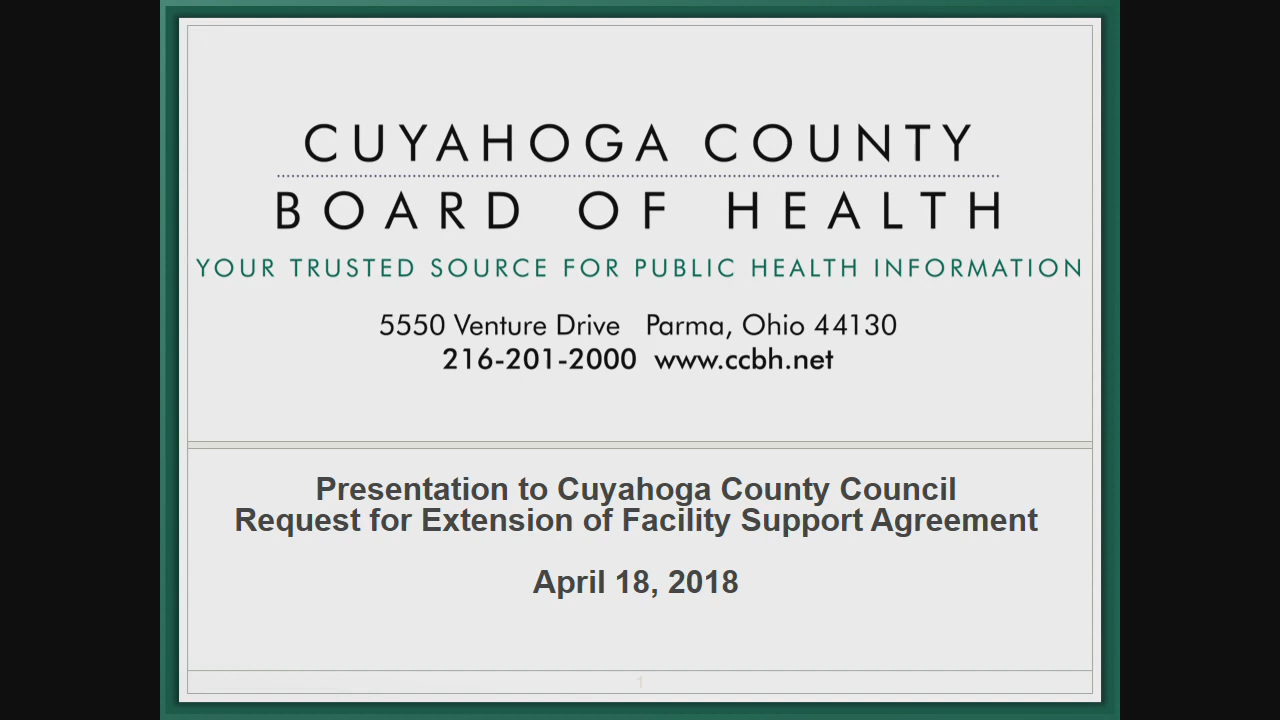 CUYAHOGA COUNTY
BOARD OF HEALTH
YOUR TRUSTED SOURCE FOR PUBLIC HEALTH INFORMATION
5550 Venture Drive Parma, Ohio 44130
216-201-2000 www.ccbh.net
Presentation to Cuyahoga County Council
Request for Extension of Facility Support Agreement
April 18, 2018
1